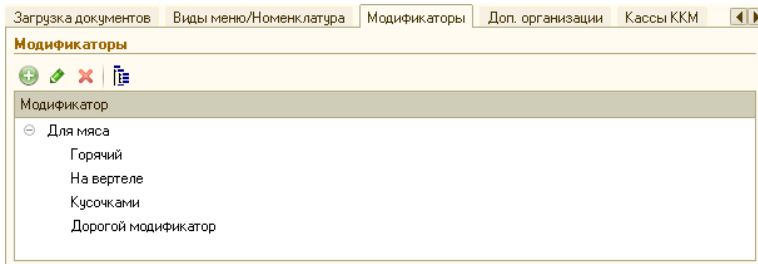 Загрузка документов Виды меню/Номенклатура Модификаторы Доп. организации Кассы ККМ
Модификаторы
Модификатор
Для мяса
Горячий
На вертеле
Кусочками
Дорогой модификатор